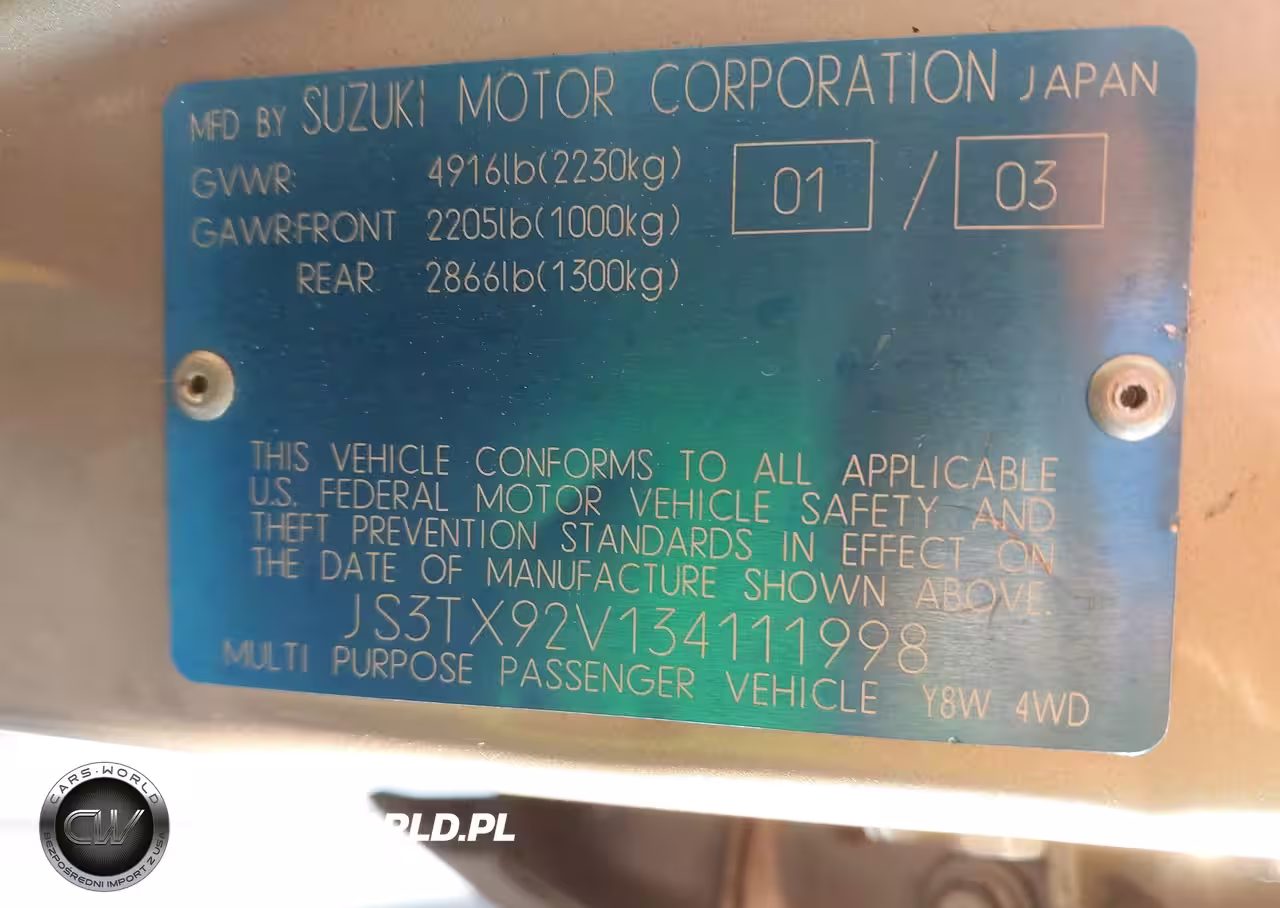 MFD BY SUZUKI MOTOR CORPORATION JAPAN
GVWR: 4916lb(2230kg) 01 / 03
GAWR:FRONT 2205lb(1000kg)
REAR 2866lb(1300kg)
THIS VEHICLE CONFORMS TO ALL APPLICABLE
U.S. FEDERAL MOTOR VEHICLE SAFETY AND
THEFT PREVENTION STANDARDS IN EFFECT ON
THE DATE OF MANUFACTURE SHOWN ABOVE.
JS3TX92V134111998
MULTI PURPOSE PASSENGER VEHICLE Y8W 4WD
CARS·WORLD
CW
BEZPOŚREDNI IMPORT Z USA
RLD.PL